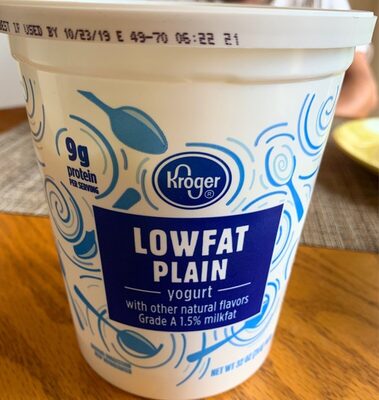 BEST IF USED BY 10/23/19 E 49-70 06:22 21
9g
protein
PER SERVING
Kroger®
LOWFAT
PLAIN
yogurt
with other natural flavors
Grade A 1.5% milkfat
NET WT 32 OZ